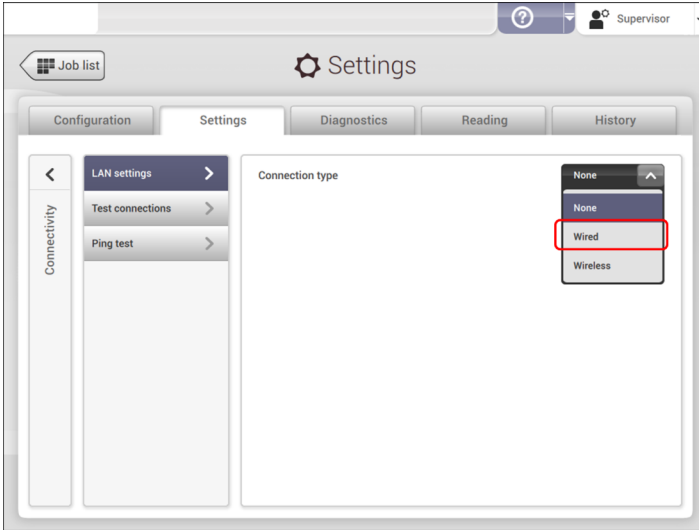 Supervisor
Job list
Settings
Configuration
Settings
Diagnostics
Reading
History
Connectivity
LAN settings
Test connections
Ping test
Connection type
None
None
Wired
Wireless